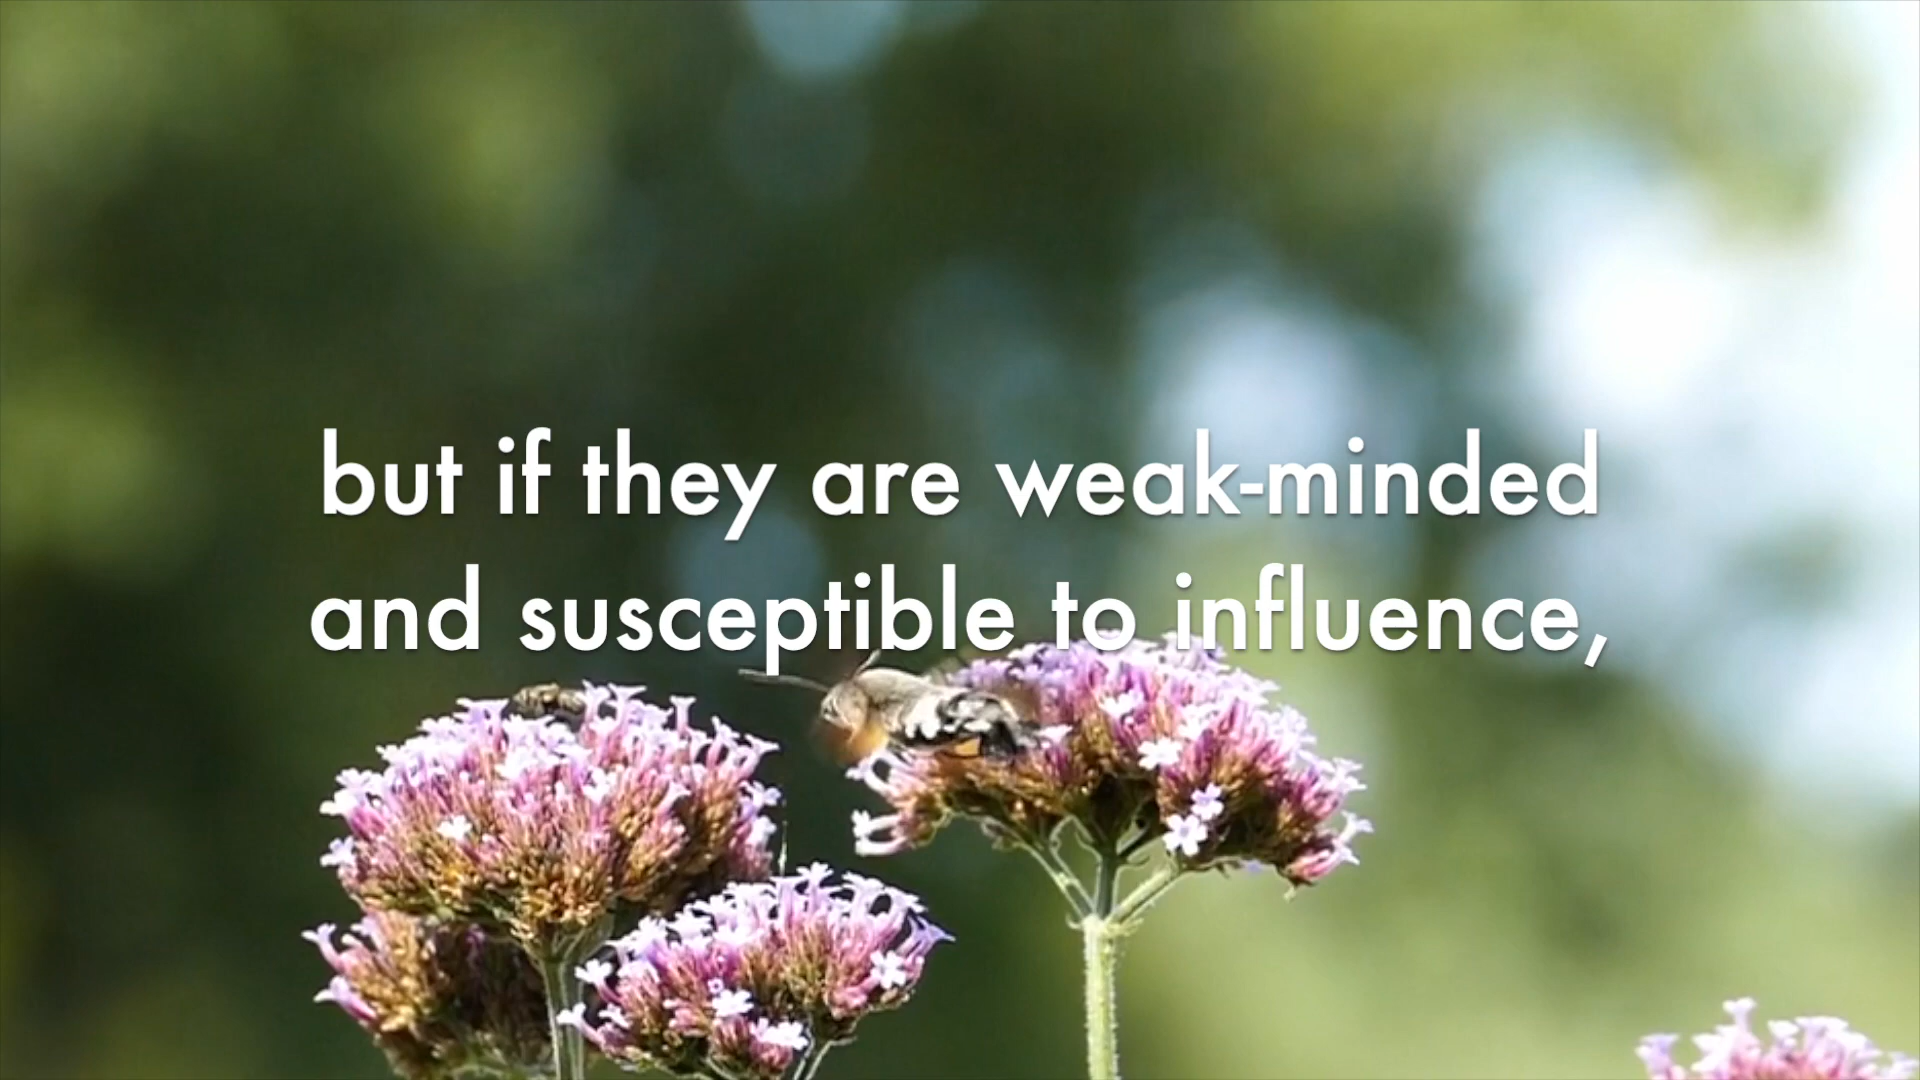 but if they are weak-minded
and susceptible to influence,